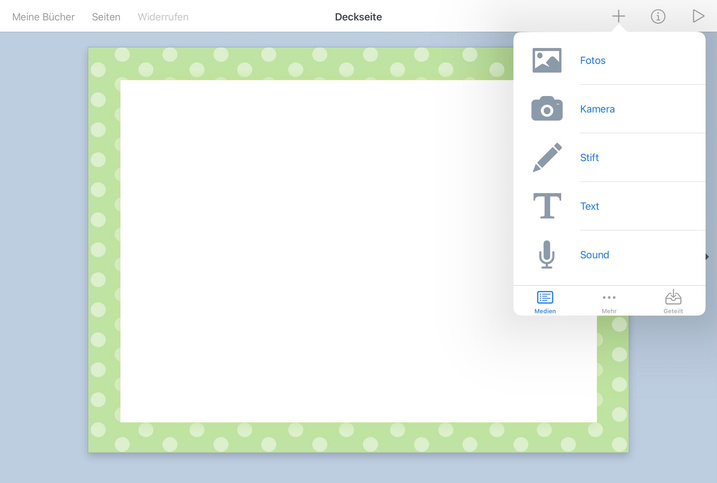 Meine Bücher Seiten Widerrufen Deckseite
Fotos
Kamera
Stift
Text
Sound
Medien Mehr Geteilt